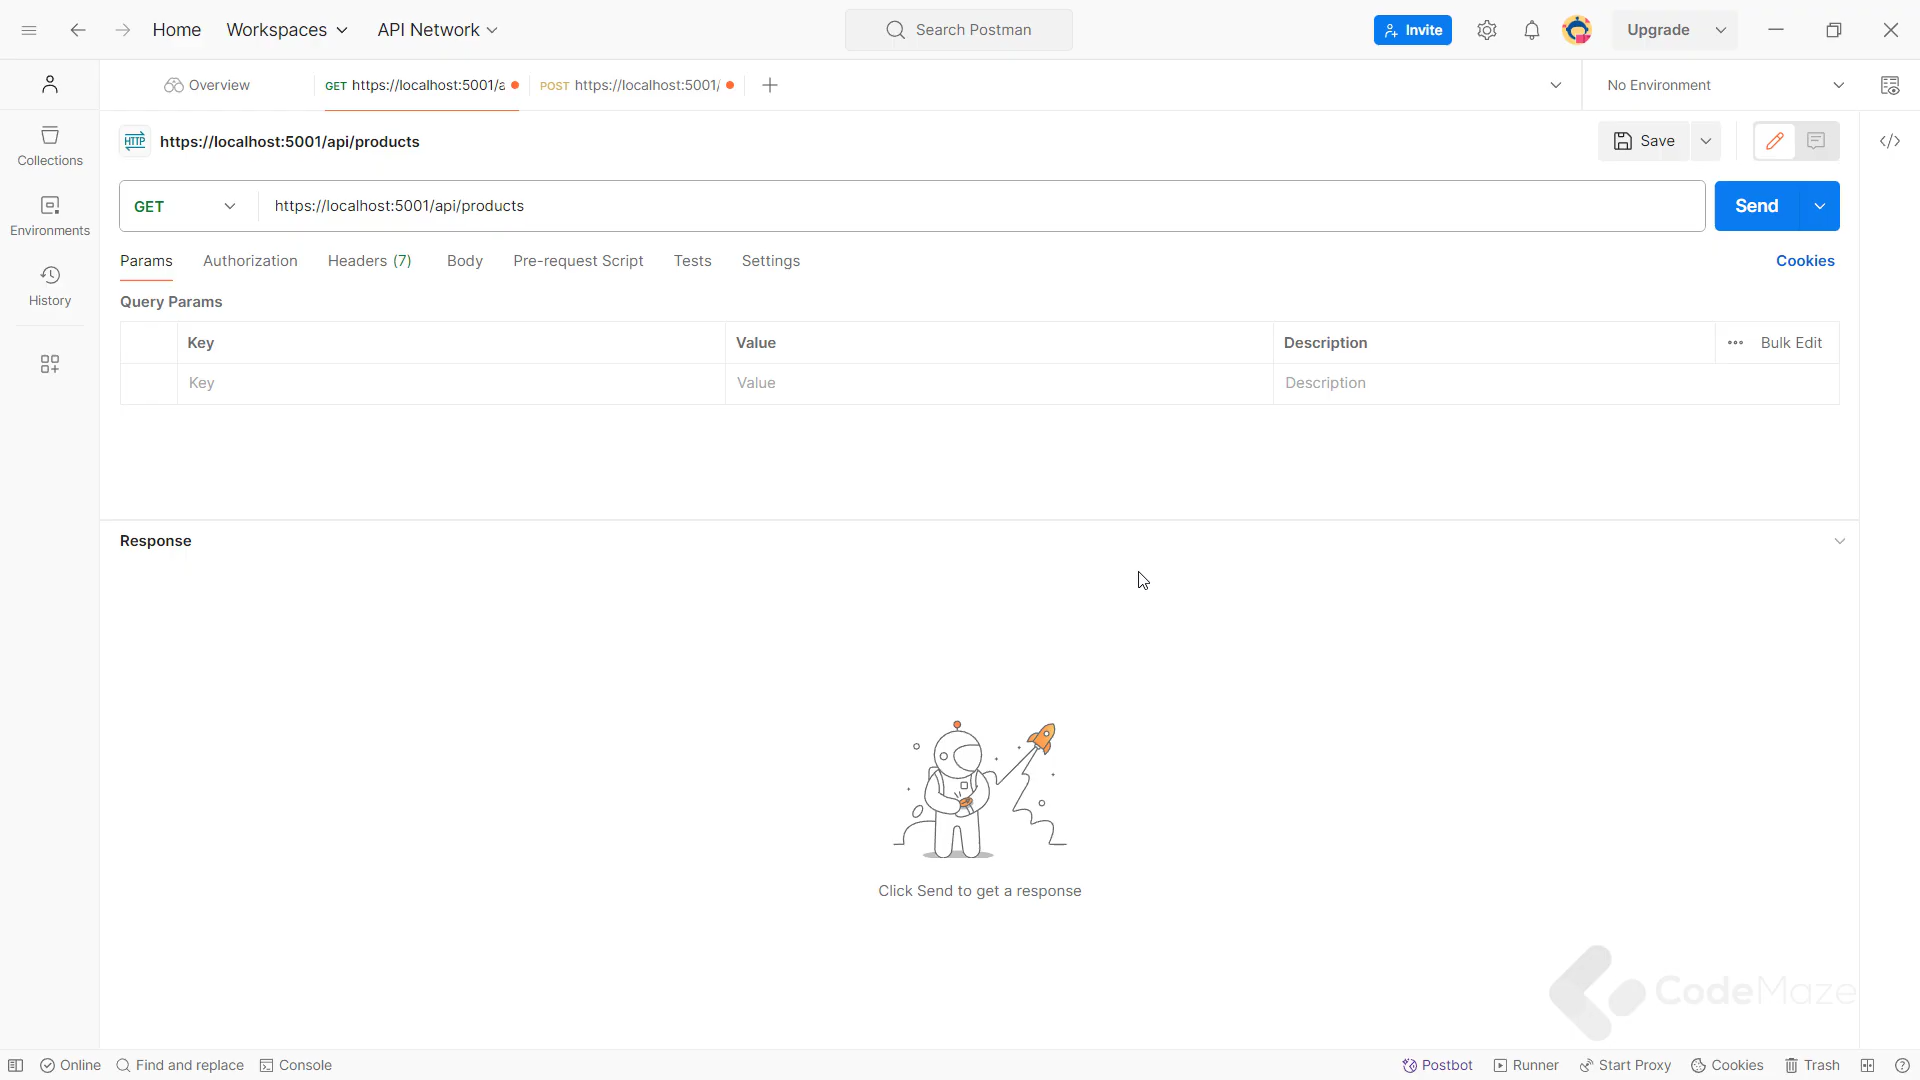 Home Workspaces API Network Search Postman Invite Upgrade
Overview GET https://localhost:5001/a POST https://localhost:5001/ No Environment
HTTP https://localhost:5001/api/products Save
Collections
GET https://localhost:5001/api/products Send
Environments
Params Authorization Headers (7) Body Pre-request Script Tests Settings Cookies
History
Query Params
Key Value Description Bulk Edit
Key Value Description
Response
Click Send to get a response
CodeMaze
Online Find and replace Console Postbot Runner Start Proxy Cookies Trash